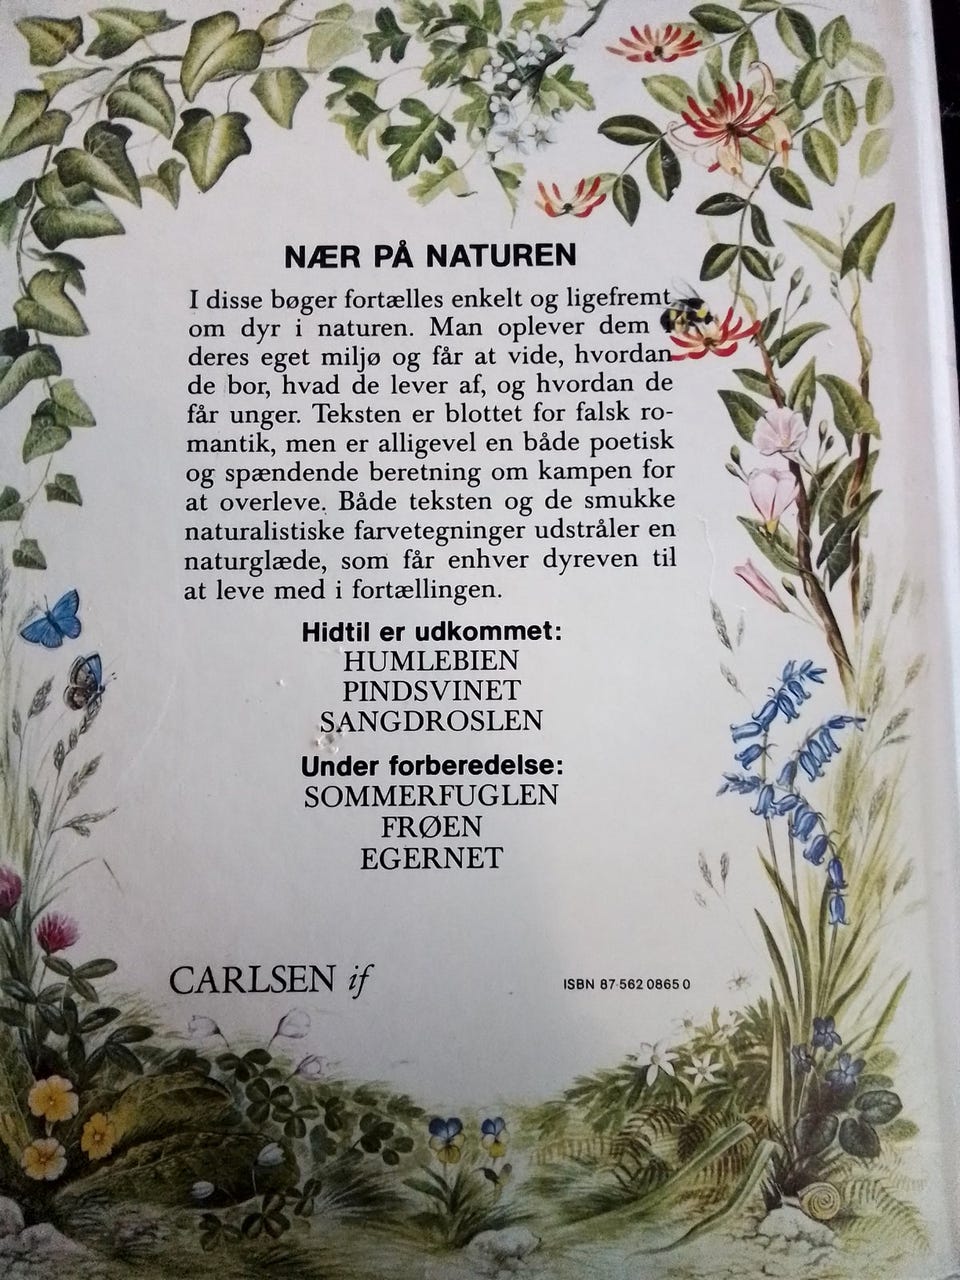 NÆR PÅ NATUREN
I disse bøger fortælles enkelt og ligefremt
om dyr i naturen. Man oplever dem
deres eget miljø og får at vide, hvordan
de bor, hvad de lever af, og hvordan de
får unger. Teksten er blottet for falsk ro-
mantik, men er alligevel en både poetisk
og spændende beretning om kampen for
at overleve. Både teksten og de smukke
naturalistiske farvetegninger udstråler en
naturglæde, som får enhver dyreven til
at leve med i fortællingen.
Hidtil er udkommet:
HUMLEBIEN
PINDSVINET
SANGDROSLEN
Under forberedelse:
SOMMERFUGLEN
FRØEN
EGERNET
CARLSEN if
ISBN 87 562 0865 0